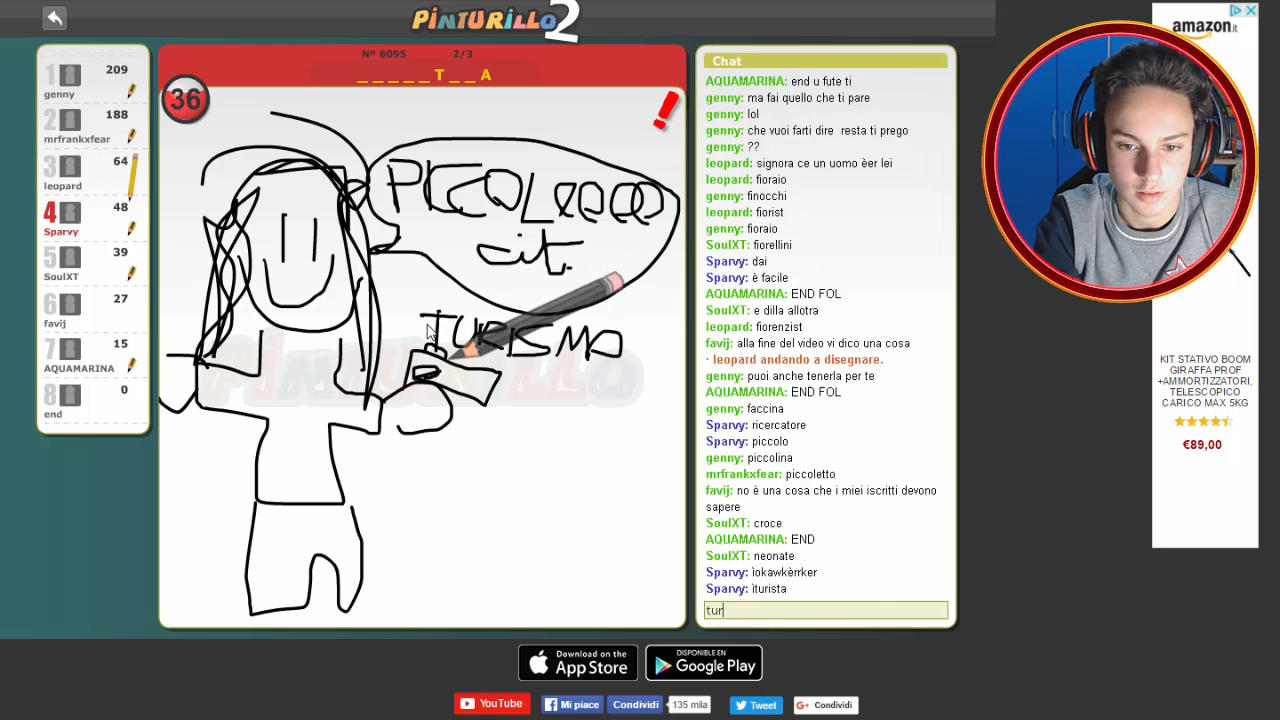 PINTURILLO 2
Nº 6095 2/3
_ _ _ _ _ T _ _ A
36
1 209
genny
2 188
mrfrankxfear
3 64
leopard
4 48
Sparvy
5 39
SoulXT
6 27
favij
7 15
AQUAMARINA
8 0
end
PICCOLeeee
cit.
TURISMO
PinTURiLLO
Chat
AQUAMARINA: end u fute ti
genny: ma fai quello che ti pare
genny: lol
genny: che vuoi farti dire resta ti prego
genny: ??
leopard: signora ce un uomo èer lei
leopard: fioraio
genny: finocchi
leopard: fiorist
genny: fioraio
SoulXT: fiorellini
Sparvy: dai
Sparvy: è facile
AQUAMARINA: END FOL
SoulXT: e dilla allotra
leopard: fiorenzist
favij: alla fine del video vi dico una cosa
· leopard andando a disegnare.
genny: puoi anche tenerla per te
AQUAMARINA: END FOL
genny: faccina
Sparvy: ricercatore
Sparvy: piccolo
genny: piccolina
mrfrankxfear: piccoletto
favij: no è una cosa che i miei iscritti devono
sapere
SoulXT: croce
AQUAMARINA: END
SoulXT: neonate
Sparvy: ìokawkèrrker
Sparvy: ìturista
tur
amazon.it
KIT STATIVO BOOM
GIRAFFA PROF
+AMMORTIZZATORI,
TELESCOPICO
CARICO MAX 5KG
€89,00
Download on the
App Store
DISPONIBLE EN
Google Play
YouTube
Mi piace
Condividi
135 mila
Tweet
G+ Condividi